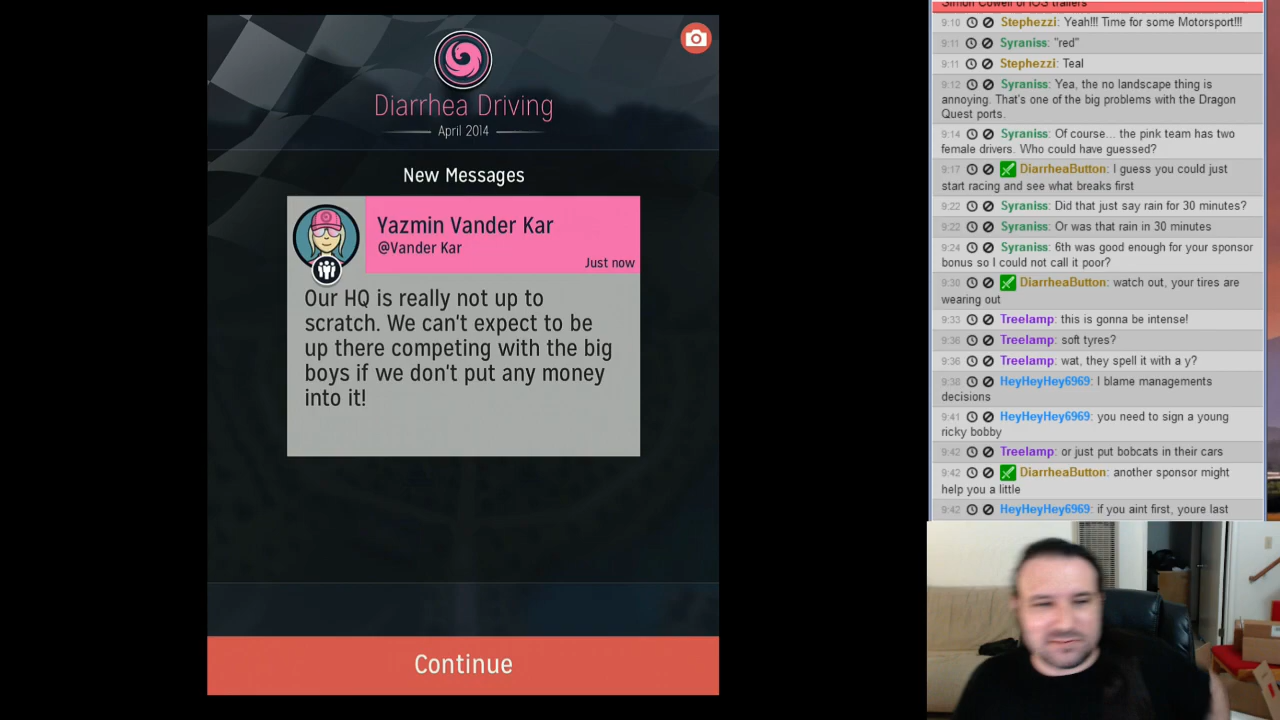 Diarrhea Driving
April 2014
New Messages
Yazmin Vander Kar
@Vander Kar
Just now
Our HQ is really not up to
scratch. We can't expect to be
up there competing with the big
boys if we don't put any money
into it!
Continue
Simon Cowell of iOS trailers
9:10 Stephezzi: Yeah!!! Time for some Motorsport!!!
9:11 Syraniss: "red"
9:11 Stephezzi: Teal
9:12 Syraniss: Yea, the no landscape thing is
annoying. That's one of the big problems with the Dragon
Quest ports.
9:14 Syraniss: Of course... the pink team has two
female drivers. Who could have guessed?
9:17 DiarrheaButton: I guess you could just
start racing and see what breaks first
9:22 Syraniss: Did that just say rain for 30 minutes?
9:22 Syraniss: Or was that rain in 30 minutes
9:24 Syraniss: 6th was good enough for your sponsor
bonus so I could not call it poor?
9:30 DiarrheaButton: watch out, your tires are
wearing out
9:33 Treelamp: this is gonna be intense!
9:36 Treelamp: soft tyres?
9:36 Treelamp: wat, they spell it with a y?
9:38 HeyHeyHey6969: I blame managements
decisions
9:41 HeyHeyHey6969: you need to sign a young
ricky bobby
9:42 Treelamp: or just put bobcats in their cars
9:42 DiarrheaButton: another sponsor might
help you a little
9:42 HeyHeyHey6969: if you aint first, youre last